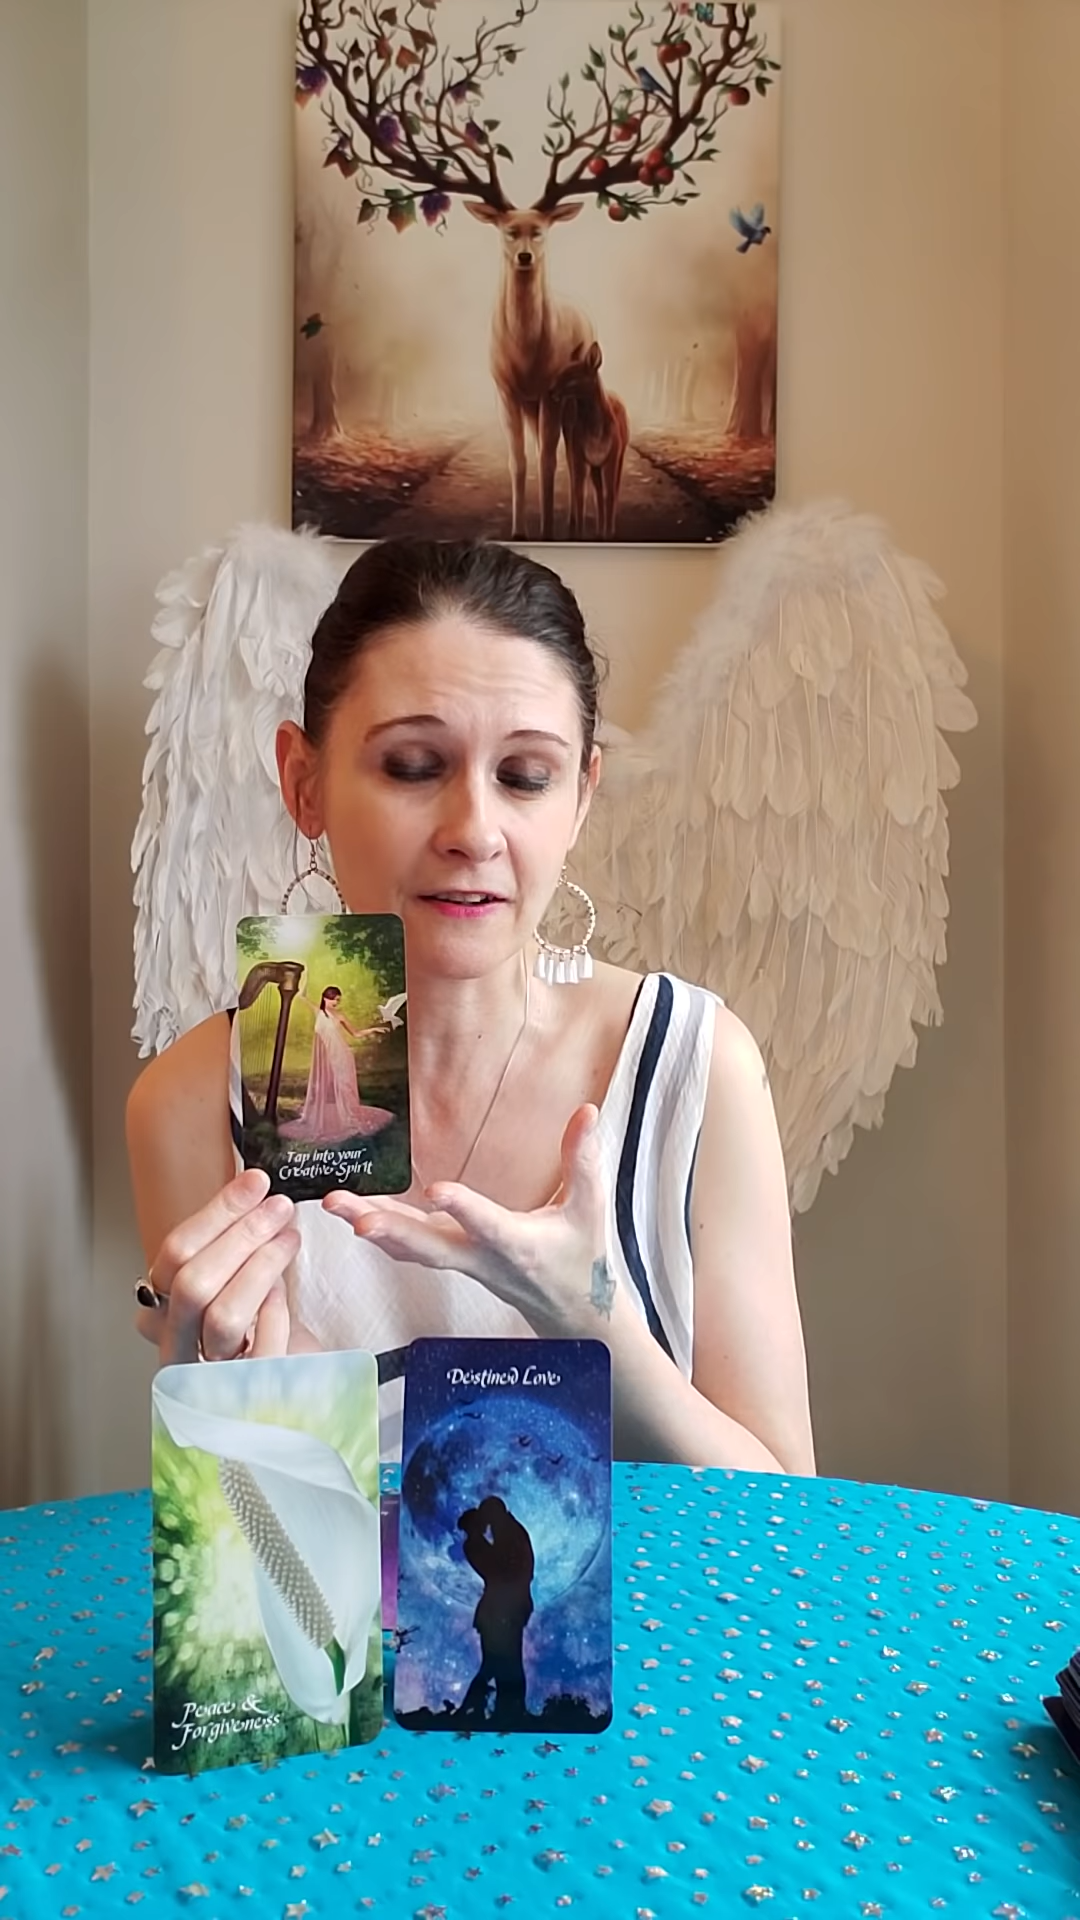 Tap into your
Creative Spirit
Destined Love
Peace &
Forgiveness